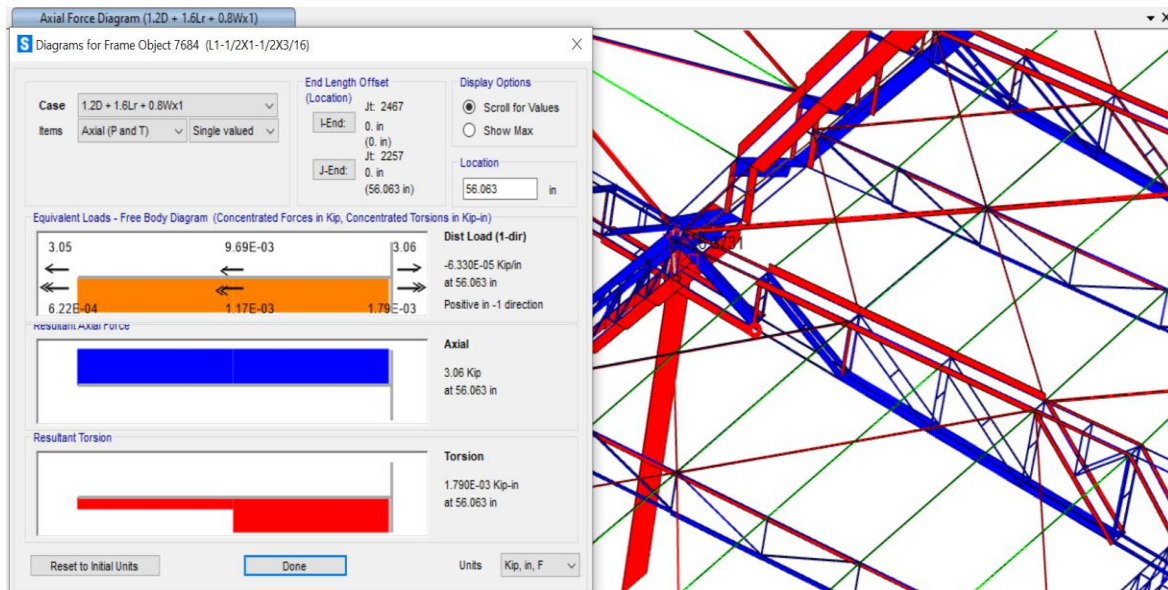 Axial Force Diagram (1.2D + 1.6Lr + 0.8Wx1)
Diagrams for Frame Object 7684 (L1-1/2X1-1/2X3/16)
Case
1.2D + 1.6Lr + 0.8Wx1
Items
Axial (P and T)
Single valued
End Length Offset
(Location)
Jt: 2467
I-End:
0. in
(0. in)
Jt: 2257
J-End:
0. in
(56.063 in)
Display Options
Scroll for Values
Show Max
Location
56.063
in
Equivalent Loads - Free Body Diagram (Concentrated Forces in Kip, Concentrated Torsions in Kip-in)
3.05
9.69E-03
3.06
6.22E-04
1.17E-03
1.79E-03
Dist Load (1-dir)
-6.330E-05 Kip/in
at 56.063 in
Positive in -1 direction
Resultant Axial Force
Axial
3.06 Kip
at 56.063 in
Resultant Torsion
Torsion
1.790E-03 Kip-in
at 56.063 in
Reset to Initial Units
Done
Units
Kip, in, F